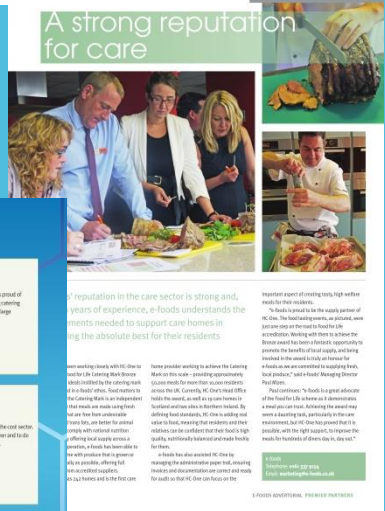 A strong reputation
for care
s' reputation in the care sector is strong and,
years of experience, e-foods understands the
ments needed to support care homes in
ing the absolute best for their residents
been working closely with HC-One to
Food for Life Catering Mark Bronze
ideals instilled by the catering mark
of e-foods' ethos. Food matters to
the Catering Mark is an independent
that meals are made using fresh
are free from undesirable
trans fats, are better for animal
comply with national nutrition
offering local supply across a
operation, e-foods has been able to
with produce that is grown or
as possible, offering full
accredited suppliers.
as 242 homes and is the first care
home provider working to achieve the Catering
Mark on this scale – providing approximately
meals for more than 10,000 residents
across the UK. Currently, HC-One's Head Office
holds the award, as well as 19 care homes in
Scotland and two sites in Northern Ireland. By
defining food standards, HC-One is adding real
value to food, meaning that residents and their
relatives can be confident that their food is high
quality, nutritionally balanced and made freshly
for them.
e-foods has also assisted HC-One by
managing the administrative paper trail, ensuring
invoices and documentation are correct and ready
for audit so that HC-One can focus on the
important aspect of creating tasty, high welfare
meals for their residents.
"e-foods is proud to be the supply partner of
HC-One. The food tasting events, as pictured, were
just one step on the road to Food for Life
accreditation. Working with them to achieve the
Bronze award has been a fantastic opportunity to
promote the benefits of local supply, and being
involved in the award is truly an honour for
e-foods as we are committed to supplying fresh,
local produce," said e-foods' Managing Director
Paul
Paul continues: "e-foods is a great advocate
of the Food for Life scheme as it demonstrates
a meal you can trust. Achieving the award may
seem a daunting task, particularly in the care
environment, but HC-One has proved that it is
possible, with the right support, to improve the
meals for hundreds of diners day in, day out."
e-foods
Telephone:
Email: marketing@e-foods.co.uk
E-FOODS ADVERTORIAL PREMIER PARTNERS
is proud of
catering
large
the cost sector.
and to do